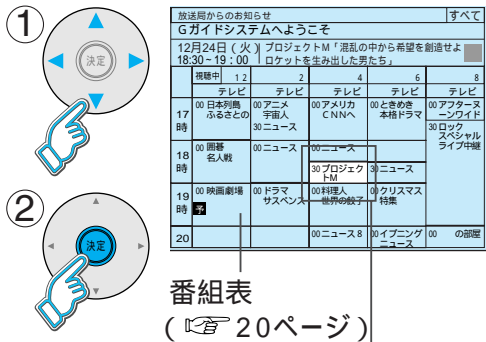 ①
決定
②
決定
放送局からのお知らせ すべて
Gガイドシステムへようこそ
12月24日(火) プロジェクトM「混乱の中から希望を創造せよ
18:30~19:00 ロケットを生み出した男たち」
視聴中 12 2 4 6 8
テレビ テレビ テレビ テレビ テレビ
17時
00 日本列島 ふるさとの
00 アニメ 宇宙人
30 ニュース
00 アメリカ CNNへ
00 ときめき 本格ドラマ
00 アフターヌーンワイド
30 ロック スペシャル ライブ中継
18時
00 囲碁 名人戦
00 ニュース
00 ニュース
30 プロジェクトM
30 ニュース
19時
00 映画劇場
予
00 ドラマ サスペンス
00 料理人 世界の餃子
00 クリスマス 特集
20
00 ニュース8
00 イブニング ニュース
00 の部屋
番組表
(☞ 20ページ)